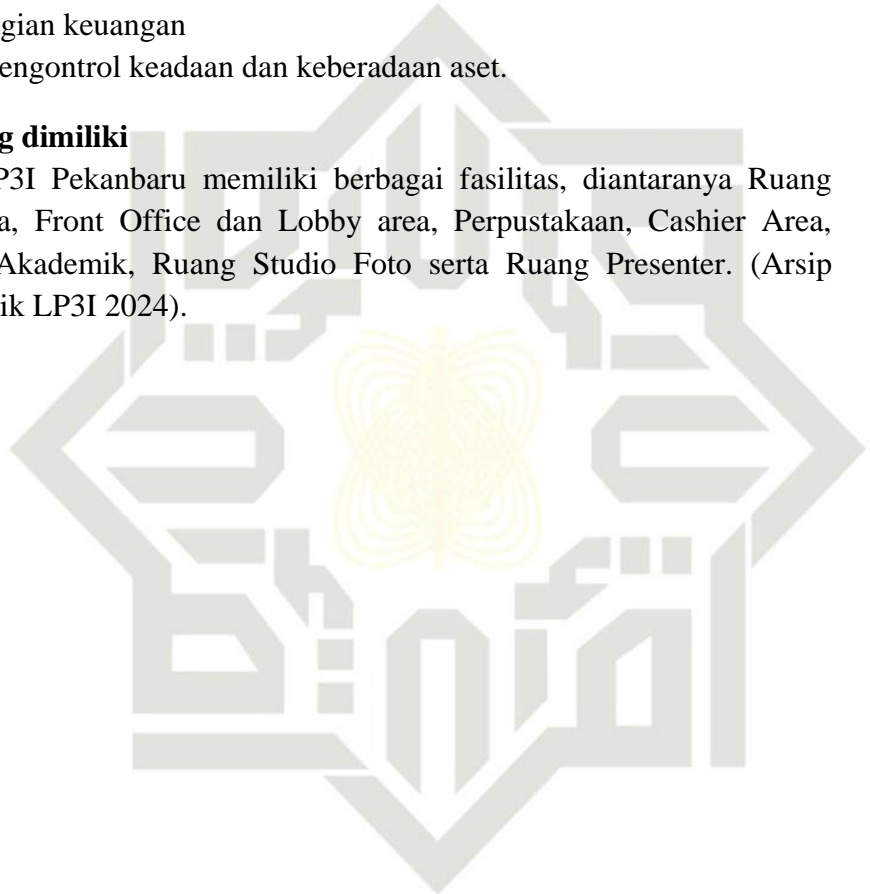 gian keuangan
engontrol keadaan dan keberadaan aset.
g dimiliki
P3I Pekanbaru memiliki berbagai fasilitas, diantaranya Ruang
a, Front Office dan Lobby area, Perpustakaan, Cashier Area,
Akademik, Ruang Studio Foto serta Ruang Presenter. (Arsip
ik LP3I 2024).